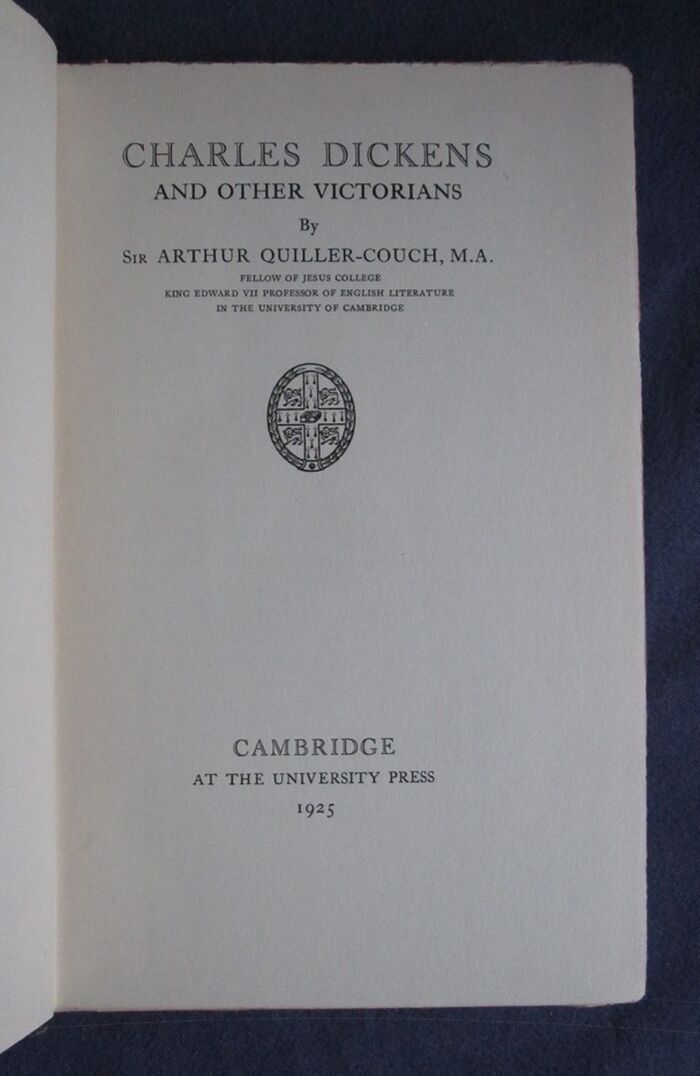 CHARLES DICKENS
AND OTHER VICTORIANS
By
SIR ARTHUR QUILLER-COUCH, M.A.
FELLOW OF JESUS COLLEGE
KING EDWARD VII PROFESSOR OF ENGLISH LITERATURE
IN THE UNIVERSITY OF CAMBRIDGE
CAMBRIDGE
AT THE UNIVERSITY PRESS
1925